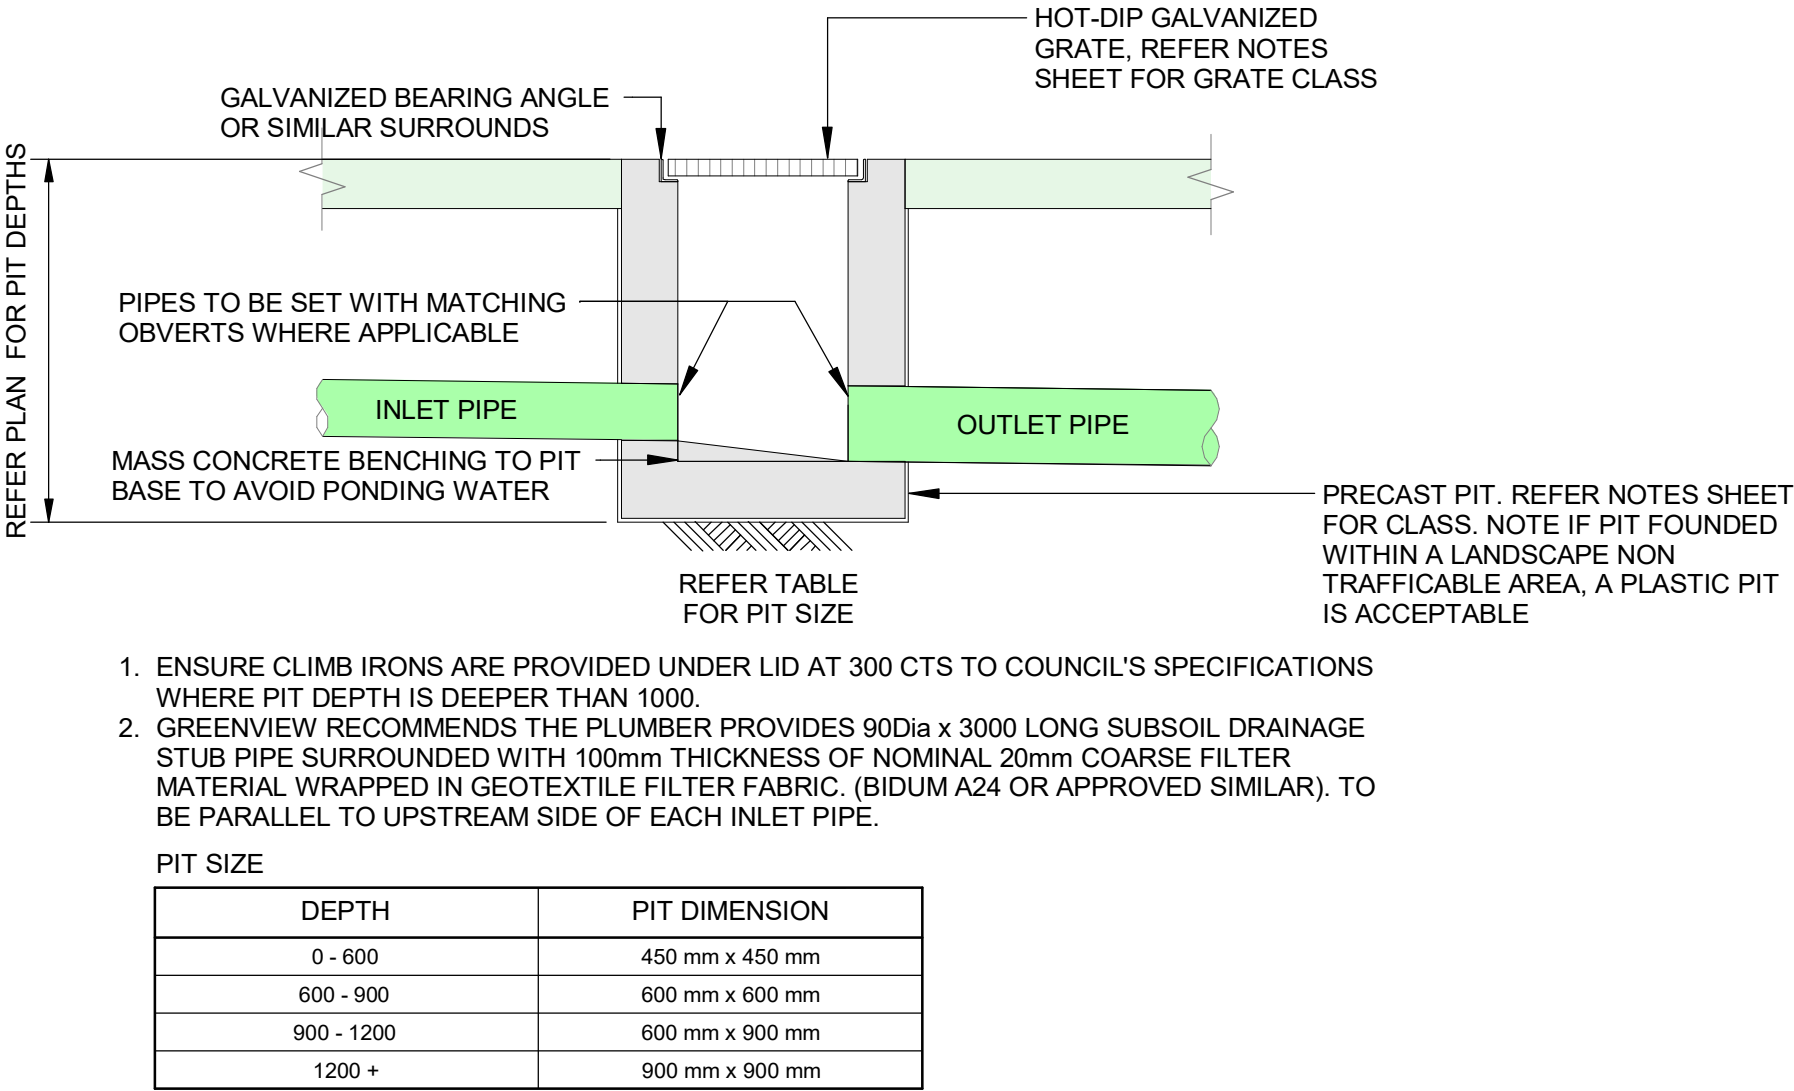 HOT-DIP GALVANIZED
GRATE, REFER NOTES
SHEET FOR GRATE CLASS
GALVANIZED BEARING ANGLE
OR SIMILAR SURROUNDS
REFER PLAN FOR PIT DEPTHS
PIPES TO BE SET WITH MATCHING
OBVERTS WHERE APPLICABLE
INLET PIPE
OUTLET PIPE
MASS CONCRETE BENCHING TO PIT
BASE TO AVOID PONDING WATER
PRECAST PIT. REFER NOTES SHEET
FOR CLASS. NOTE IF PIT FOUNDED
WITHIN A LANDSCAPE NON
TRAFFICABLE AREA, A PLASTIC PIT
IS ACCEPTABLE
REFER TABLE
FOR PIT SIZE
1. ENSURE CLIMB IRONS ARE PROVIDED UNDER LID AT 300 CTS TO COUNCIL'S SPECIFICATIONS
WHERE PIT DEPTH IS DEEPER THAN 1000.
2. GREENVIEW RECOMMENDS THE PLUMBER PROVIDES 90Dia x 3000 LONG SUBSOIL DRAINAGE
STUB PIPE SURROUNDED WITH 100mm THICKNESS OF NOMINAL 20mm COARSE FILTER
MATERIAL WRAPPED IN GEOTEXTILE FILTER FABRIC. (BIDUM A24 OR APPROVED SIMILAR). TO
BE PARALLEL TO UPSTREAM SIDE OF EACH INLET PIPE.
PIT SIZE
DEPTH PIT DIMENSION
0 - 600 450 mm x 450 mm
600 - 900 600 mm x 600 mm
900 - 1200 600 mm x 900 mm
1200 + 900 mm x 900 mm